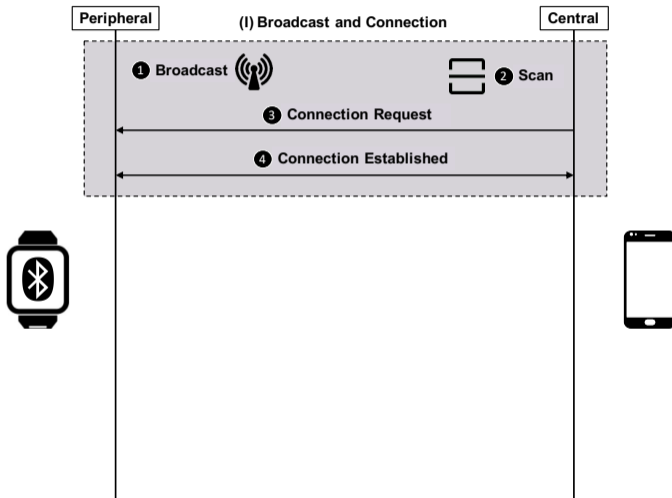 Peripheral
(I) Broadcast and Connection
Central
1 Broadcast
2 Scan
3 Connection Request
4 Connection Established